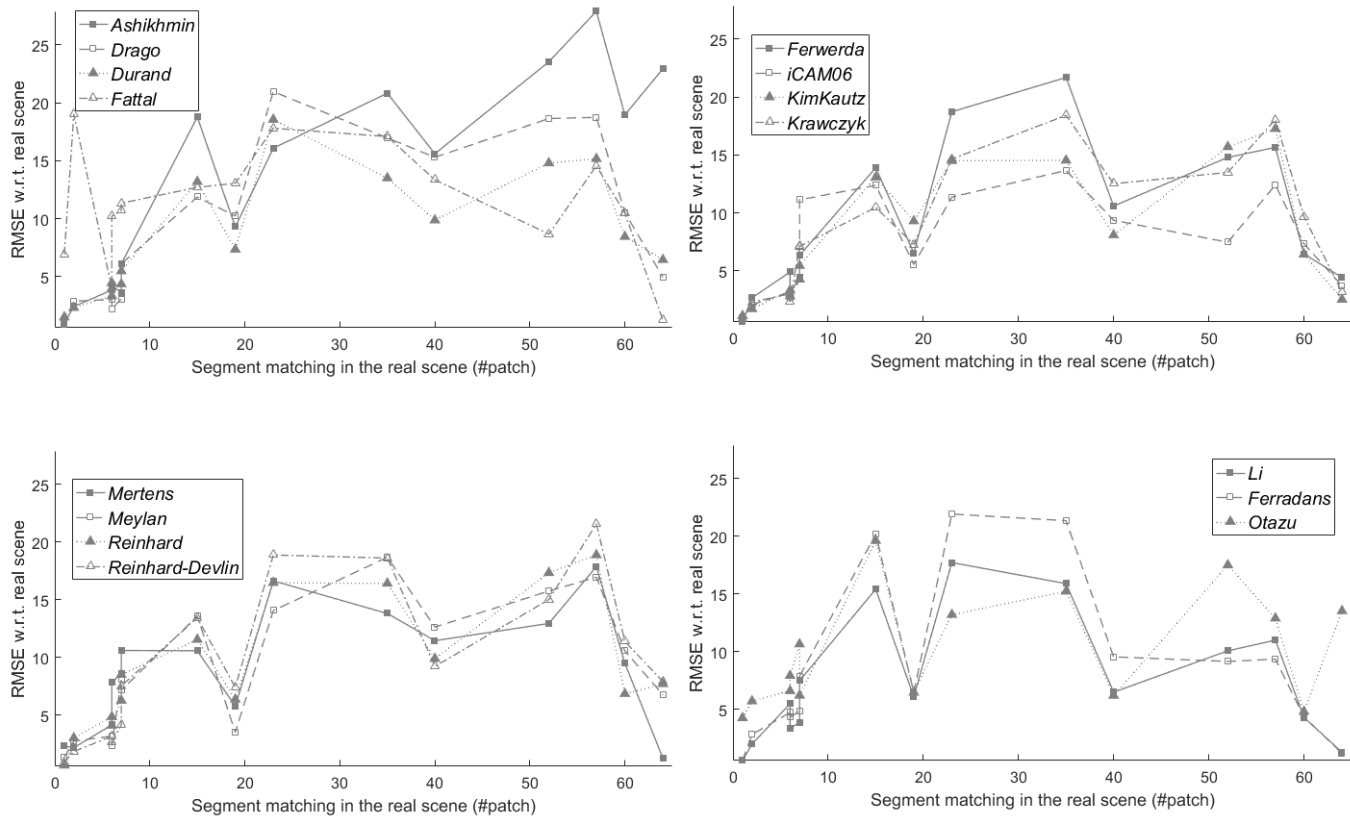 Ashikhmin
Drago
Durand
Fattal
RMSE w.r.t. real scene
25
20
15
10
5
0 10 20 30 40 50 60
Segment matching in the real scene (#patch)
Ferwerda
iCAM06
KimKautz
Krawczyk
RMSE w.r.t. real scene
25
20
15
10
5
0 10 20 30 40 50 60
Segment matching in the real scene (#patch)
Mertens
Meylan
Reinhard
Reinhard-Devlin
RMSE w.r.t. real scene
25
20
15
10
5
0 10 20 30 40 50 60
Segment matching in the real scene (#patch)
Li
Ferradans
Otazu
RMSE w.r.t. real scene
25
20
15
10
5
0 10 20 30 40 50 60
Segment matching in the real scene (#patch)